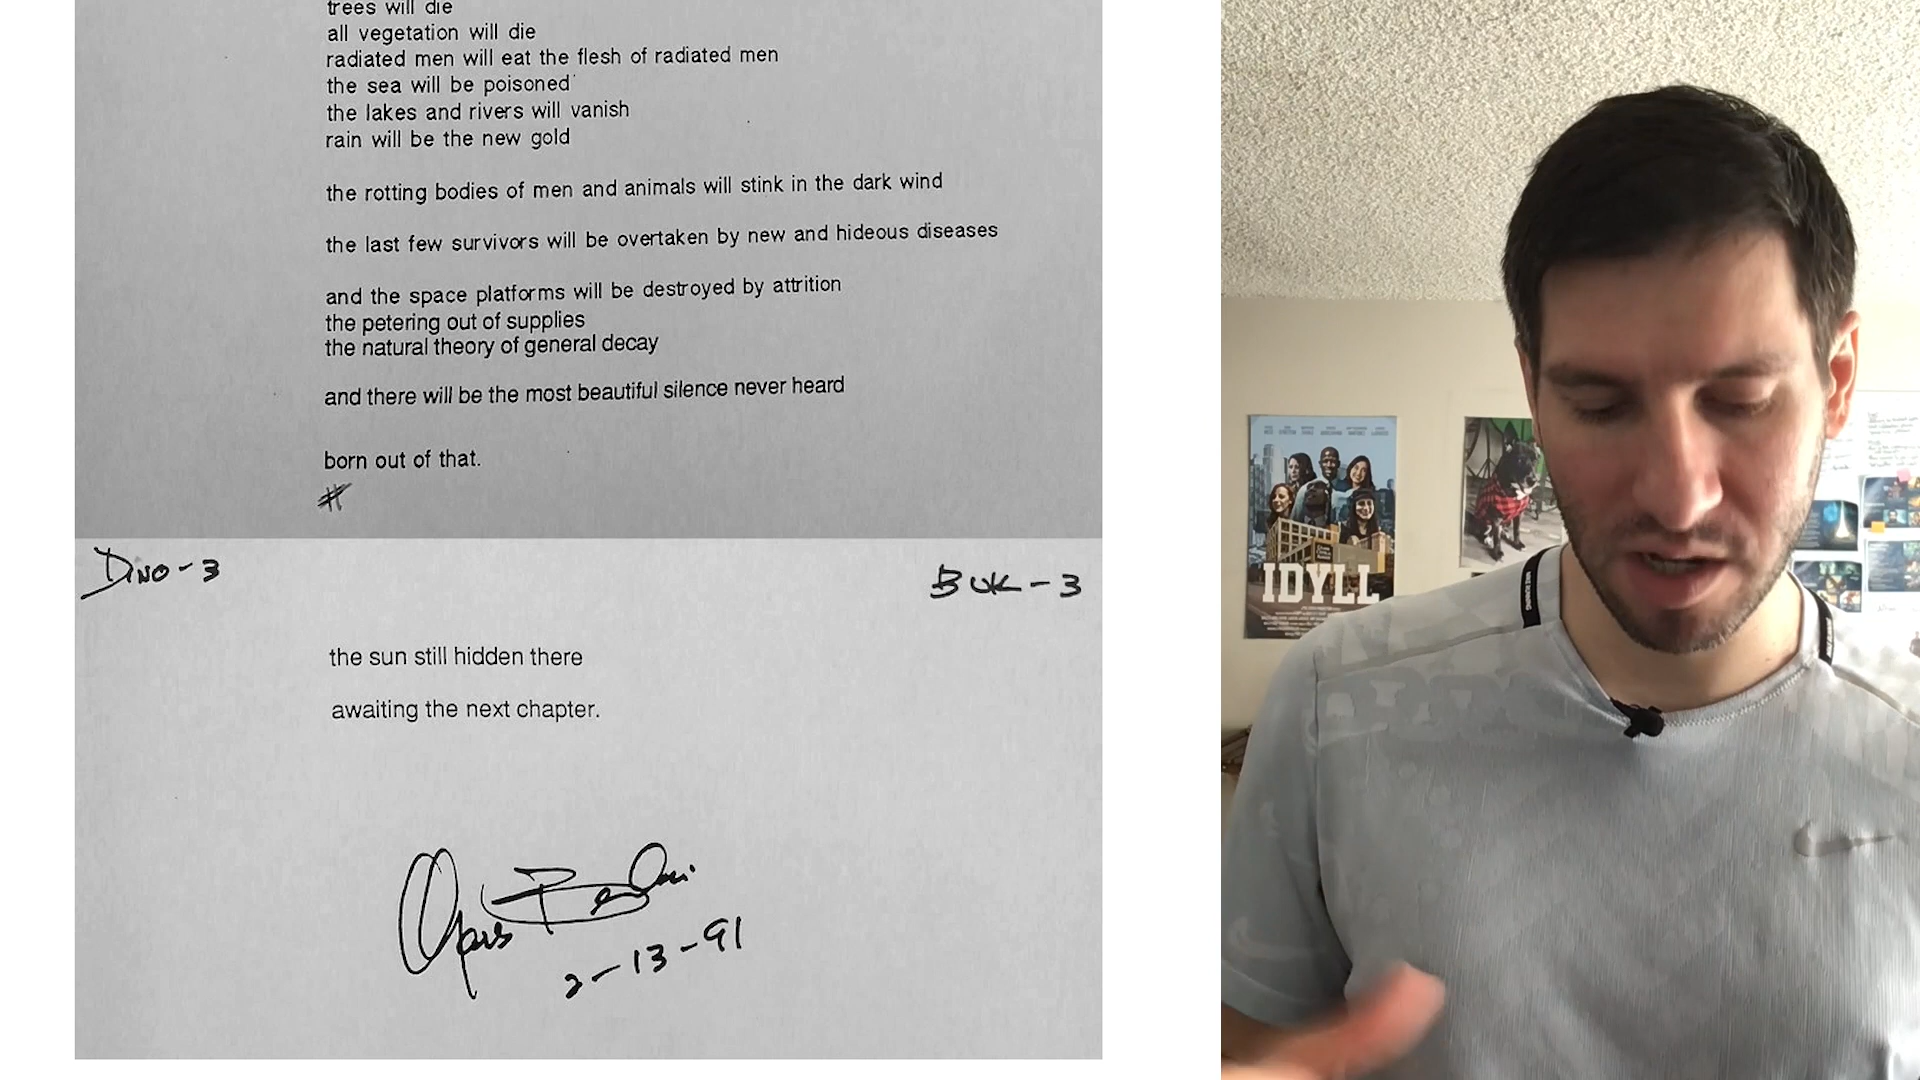 trees will die
all vegetation will die
radiated men will eat the flesh of radiated men
the sea will be poisoned
the lakes and rivers will vanish
rain will be the new gold
the rotting bodies of men and animals will stink in the dark wind
the last few survivors will be overtaken by new and hideous diseases
and the space platforms will be destroyed by attrition
the petering out of supplies
the natural theory of general decay
and there will be the most beautiful silence never heard
born out of that.
#
DINO-3
BUK-3
the sun still hidden there
awaiting the next chapter.
2-13-91
IDYLL